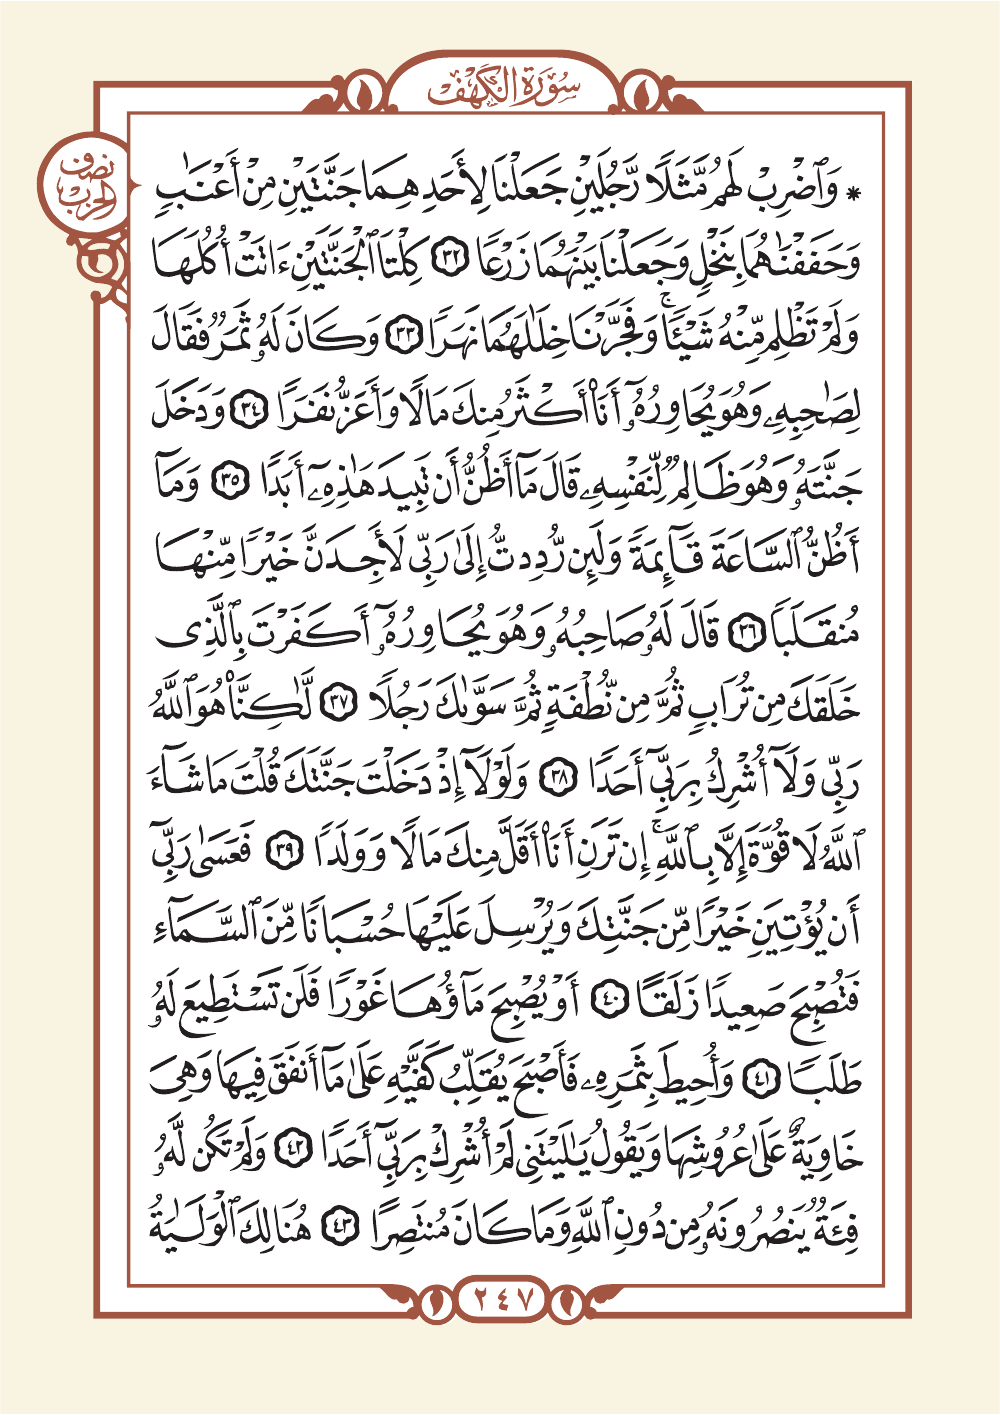 سُورَةُ الكَهْفِ
نصف
الحزب
* وَٱضْرِبْ لَهُم مَّثَلًا رَّجُلَيْنِ جَعَلْنَا لِأَحَدِهِمَا جَنَّتَيْنِ مِنْ أَعْنَٰبٍ
وَحَفَفْنَٰهُمَا بِنَخْلٍ وَجَعَلْنَا بَيْنَهُمَا زَرْعًا ٣٢ كِلْتَا ٱلْجَنَّتَيْنِ ءَاتَتْ أُكُلَهَا
وَلَمْ تَظْلِم مِّنْهُ شَيْـًٔاۚ وَفَجَّرْنَا خِلَٰلَهُمَا نَهَرًا ٣٣ وَكَانَ لَهُۥ ثَمَرٌ فَقَالَ
لِصَٰحِبِهِۦ وَهُوَ يُحَاوِرُهُۥٓ أَنَا۠ أَكْثَرُ مِنكَ مَالًا وَأَعَزُّ نَفَرًا ٣٤ وَدَخَلَ
جَنَّتَهُۥ وَهُوَ ظَالِمٌ لِّنَفْسِهِۦ قَالَ مَآ أَظُنُّ أَن تَبِيدَ هَٰذِهِۦٓ أَبَدًا ٣٥ وَمَآ
أَظُنُّ ٱلسَّاعَةَ قَآئِمَةً وَلَئِن رُّدِدتُّ إِلَىٰ رَبِّى لَأَجِدَنَّ خَيْرًا مِّنْهَا
مُنقَلَبًا ٣٦ قَالَ لَهُۥ صَاحِبُهُۥ وَهُوَ يُحَاوِرُهُۥٓ أَكَفَرْتَ بِٱلَّذِى
خَلَقَكَ مِن تُرَابٍ ثُمَّ مِن نُّطْفَةٍ ثُمَّ سَوَّىٰكَ رَجُلًا ٣٧ لَّٰكِنَّا۠ هُوَ ٱللَّهُ
رَبِّى وَلَآ أُشْرِكُ بِرَبِّىٓ أَحَدًا ٣٨ وَلَوْلَآ إِذْ دَخَلْتَ جَنَّتَكَ قُلْتَ مَا شَآءَ
ٱللَّهُ لَا قُوَّةَ إِلَّا بِٱللَّهِۚ إِن تَرَنِ أَنَا۠ أَقَلَّ مِنكَ مَالًا وَوَلَدًا ٣٩ فَعَسَىٰ رَبِّىٓ
أَن يُؤْتِيَنِ خَيْرًا مِّن جَنَّتِكَ وَيُرْسِلَ عَلَيْهَا حُسْبَانًا مِّنَ ٱلسَّمَآءِ
فَتُصْبِحَ صَعِيدًا زَلَقًا ٤٠ أَوْ يُصْبِحَ مَآؤُهَا غَوْرًا فَلَن تَسْتَطِيعَ لَهُۥ
طَلَبًا ٤١ وَأُحِيطَ بِثَمَرِهِۦ فَأَصْبَحَ يُقَلِّبُ كَفَّيْهِ عَلَىٰ مَآ أَنفَقَ فِيهَا وَهِىَ
خَاوِيَةٌ عَلَىٰ عُرُوشِهَا وَيَقُولُ يَٰلَيْتَنِى لَمْ أُشْرِكْ بِرَبِّىٓ أَحَدًا ٤٢ وَلَمْ تَكُن لَّهُۥ
فِئَةٌ يَنصُرُونَهُۥ مِن دُونِ ٱللَّهِ وَمَا كَانَ مُنتَصِرًا ٤٣ هُنَالِكَ ٱلْوَلَٰيَةُ
٢٤٧